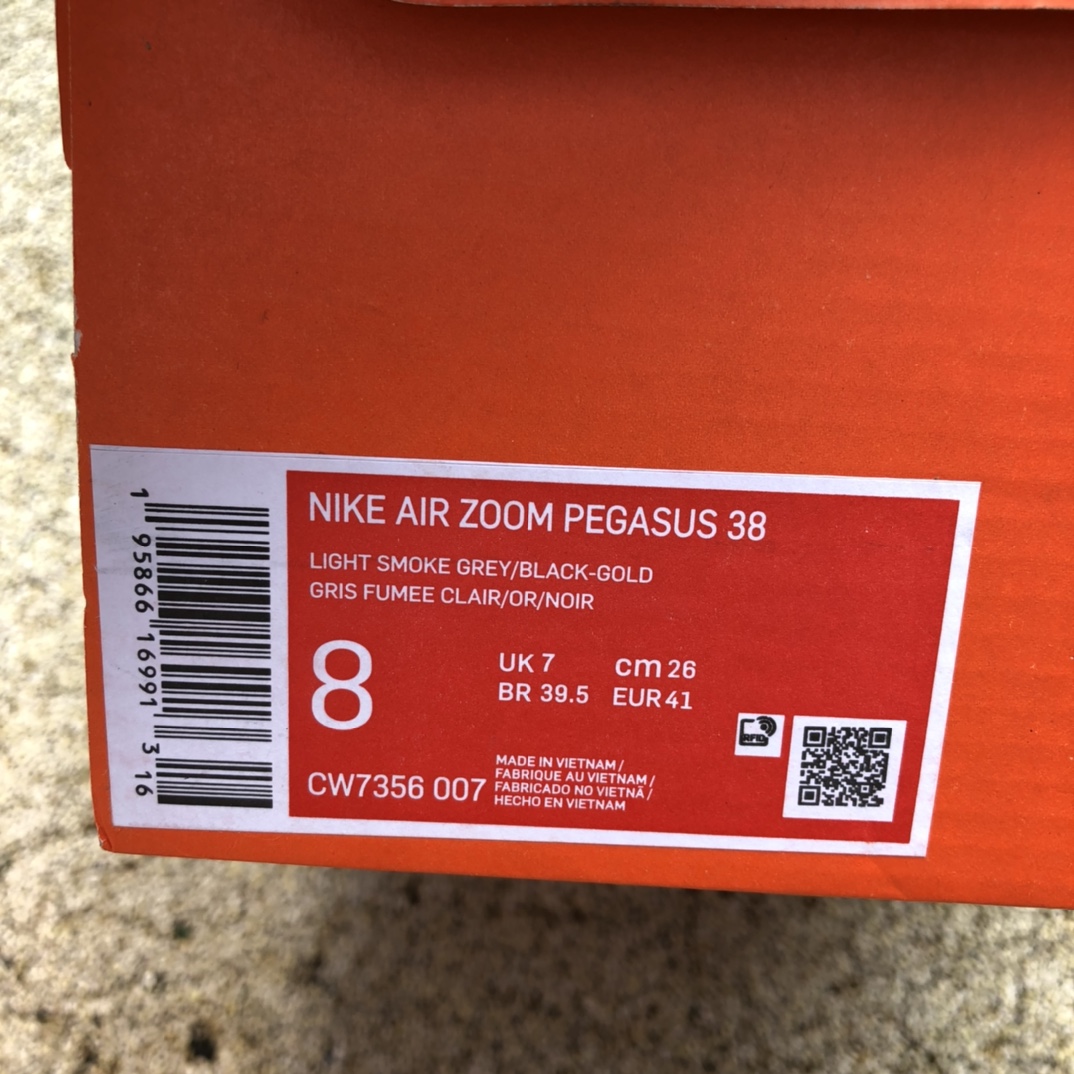 NIKE AIR ZOOM PEGASUS 38
LIGHT SMOKE GREY/BLACK-GOLD
GRIS FUMEE CLAIR/OR/NOIR
8
UK 7 cm 26
BR 39.5 EUR 41
CW7356 007
MADE IN VIETNAM /
FABRIQUE AU VIETNAM /
FABRICADO NO VIETNÃ /
HECHO EN VIETNAM
RFID
1 95866 16991 3 16